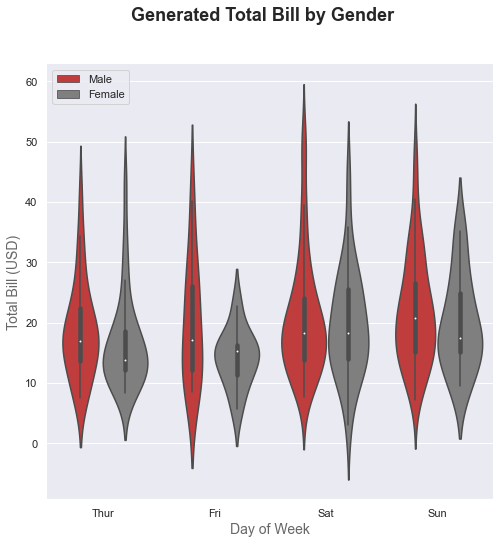 Generated Total Bill by Gender
Male
Female
60
50
40
30
20
10
0
Total Bill (USD)
Thur Fri Sat Sun
Day of Week